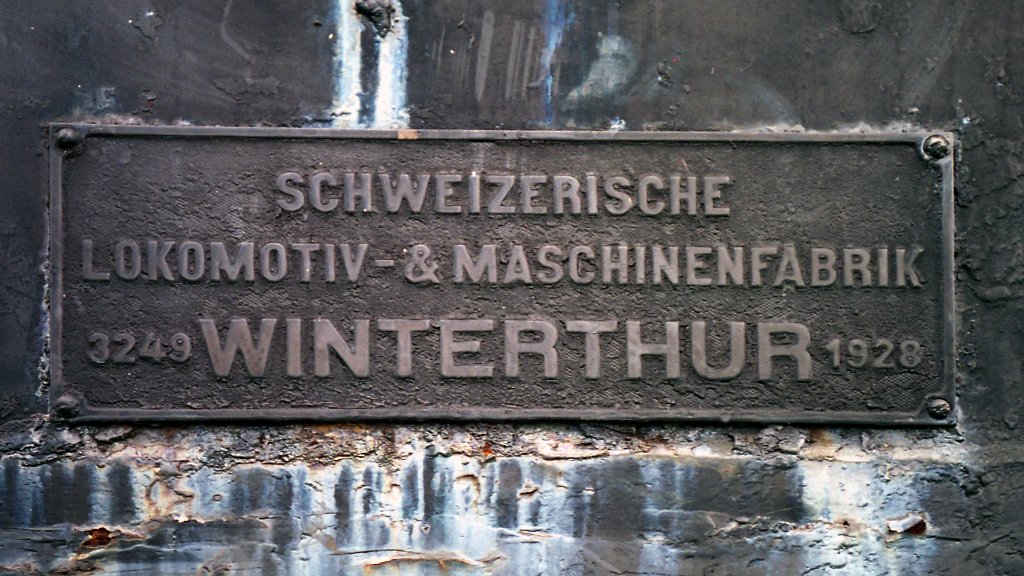 SCHWEIZERISCHE
LOKOMOTIV-& MASCHINENFABRIK
3249 WINTERTHUR 1928